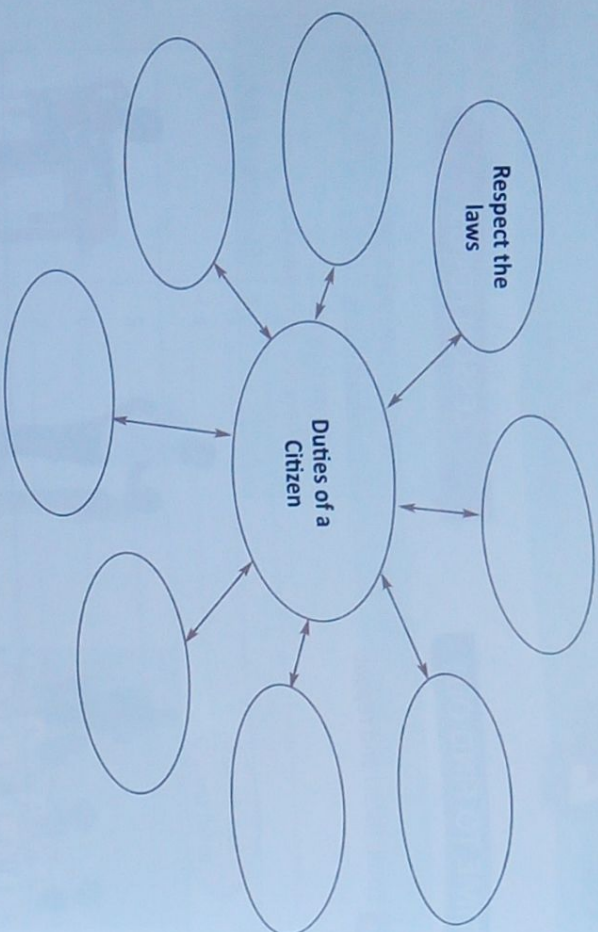 Respect the
laws
Duties of a
Citizen